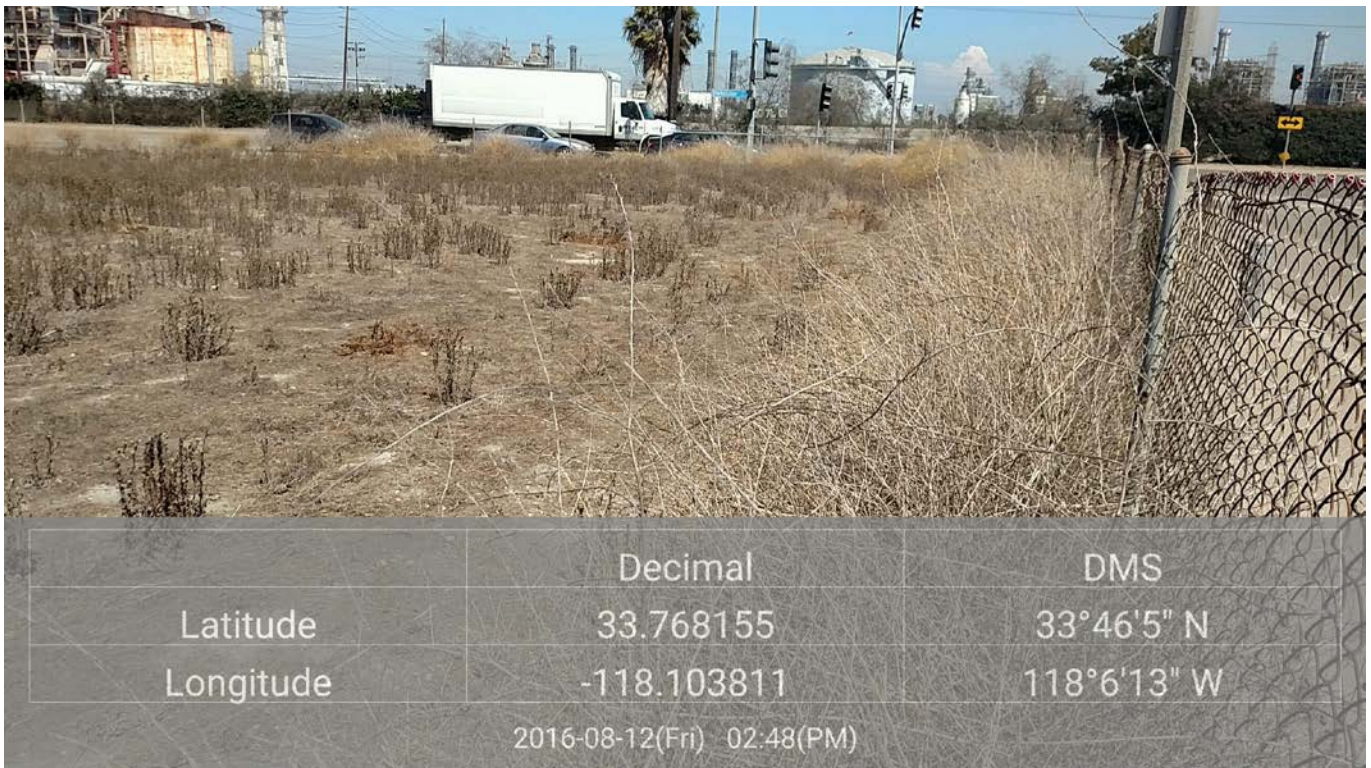 Decimal DMS
Latitude 33.768155 33°46'5" N
Longitude -118.103811 118°6'13" W
2016-08-12(Fri) 02:48(PM)